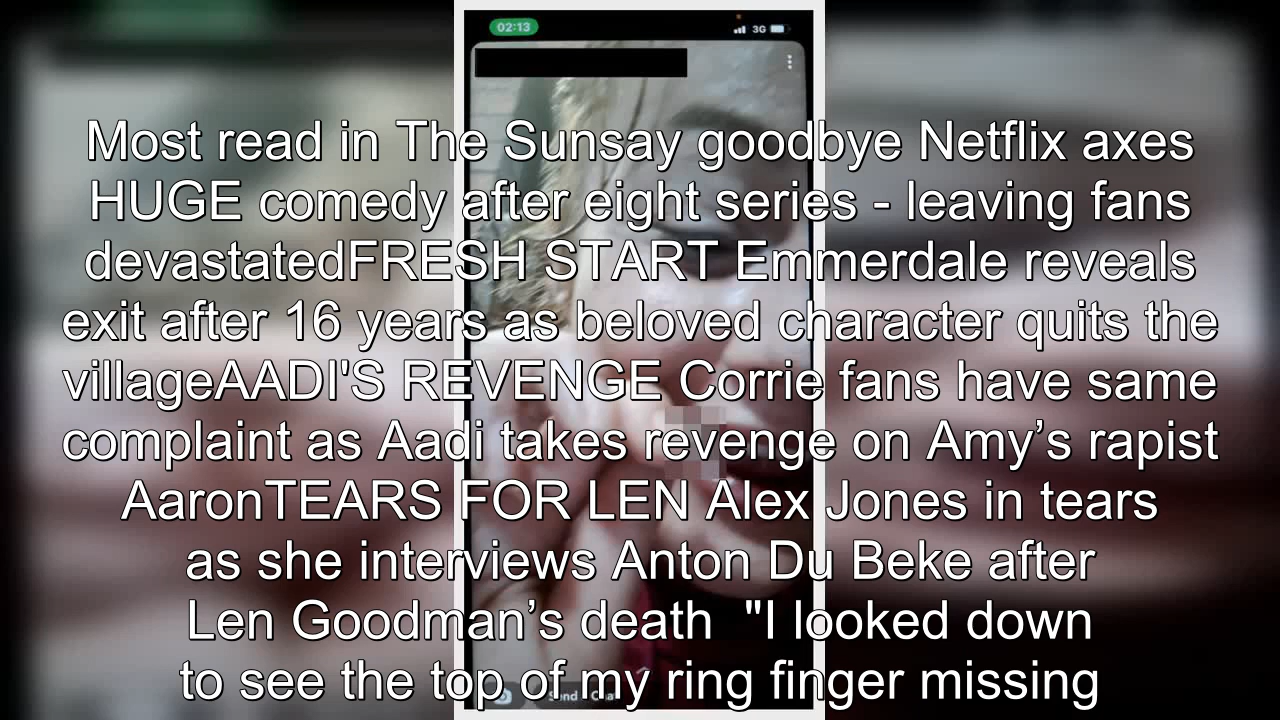 02:13
3G
Most read in The Sunsay goodbye Netflix axes
HUGE comedy after eight series - leaving fans
devastatedFRESH START Emmerdale reveals
exit after 16 years as beloved character quits the
villageAADI'S REVENGE Corrie fans have same
complaint as Aadi takes revenge on Amy’s rapist
AaronTEARS FOR LEN Alex Jones in tears
as she interviews Anton Du Beke after
Len Goodman’s death  "I looked down
to see the top of my ring finger missing
Send